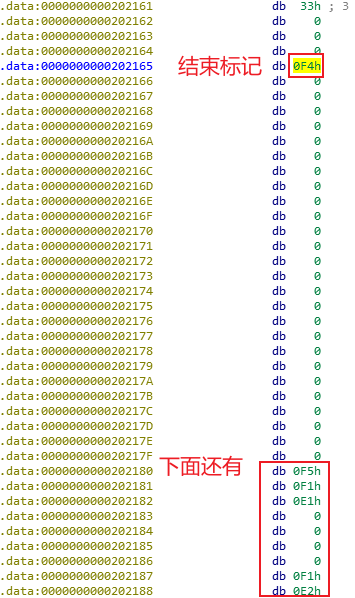 .data:0000000000202161 db 33h ; 3
.data:0000000000202162 db 0
.data:0000000000202163 db 0
.data:0000000000202164 db 0
.data:0000000000202165 结束标记 db 0F4h
.data:0000000000202166 db 0
.data:0000000000202167 db 0
.data:0000000000202168 db 0
.data:0000000000202169 db 0
.data:000000000020216A db 0
.data:000000000020216B db 0
.data:000000000020216C db 0
.data:000000000020216D db 0
.data:000000000020216E db 0
.data:000000000020216F db 0
.data:0000000000202170 db 0
.data:0000000000202171 db 0
.data:0000000000202172 db 0
.data:0000000000202173 db 0
.data:0000000000202174 db 0
.data:0000000000202175 db 0
.data:0000000000202176 db 0
.data:0000000000202177 db 0
.data:0000000000202178 db 0
.data:0000000000202179 db 0
.data:000000000020217A db 0
.data:000000000020217B db 0
.data:000000000020217C db 0
.data:000000000020217D db 0
.data:000000000020217E db 0
.data:000000000020217F db 0
下面还有
.data:0000000000202180 db 0F5h
.data:0000000000202181 db 0F1h
.data:0000000000202182 db 0E1h
.data:0000000000202183 db 0
.data:0000000000202184 db 0
.data:0000000000202185 db 0
.data:0000000000202186 db 0
.data:0000000000202187 db 0F1h
.data:0000000000202188 db 0E2h